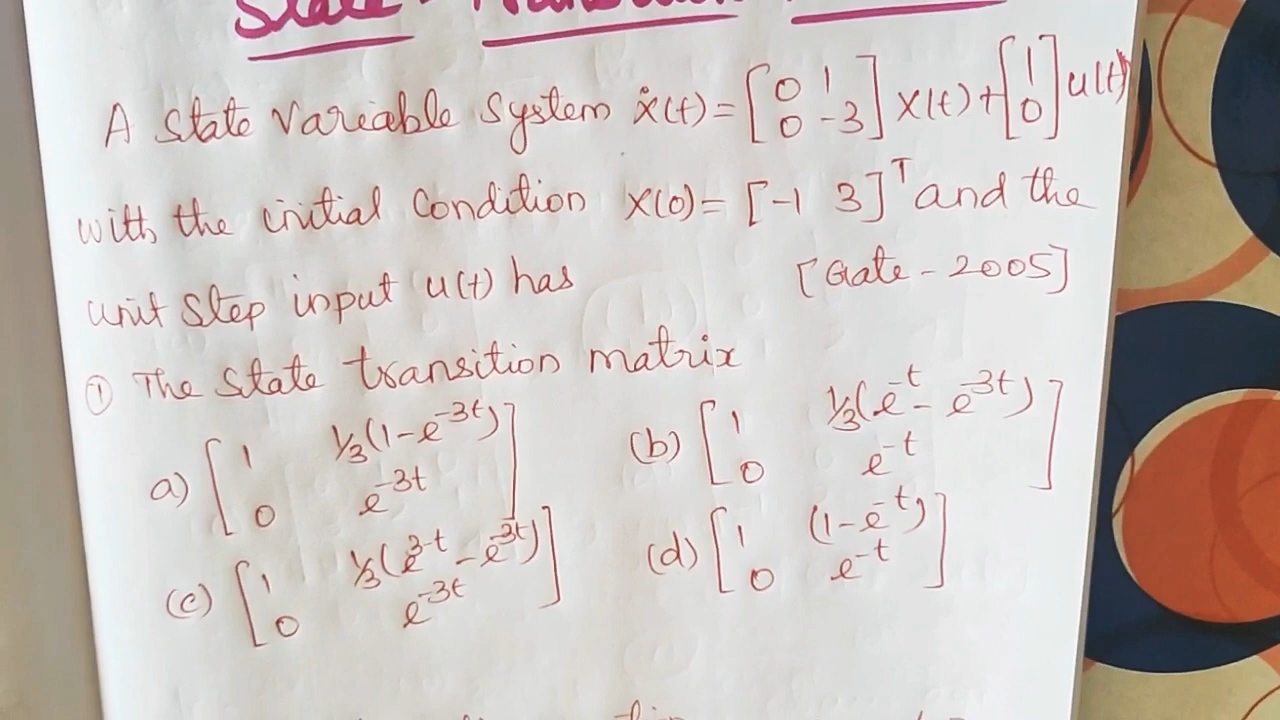 State
A State Variable System ẋ(t) = [0 1; 0 -3] X(t) + [1; 0] u(t)
with the initial Condition X(0) = [-1 3]ᵀ and the
unit Step input u(t) has [Gate - 2005]
① The State transition matrix
a) [1 ⅓(1-e^-3t); 0 e^-3t] (b) [1 ⅓(e^-t - e^-3t); 0 e^-t]
(c) [1 ⅓(e^3-t - e^-3t); 0 e^-3t] (d) [1 (1-e^-t); 0 e^-t]